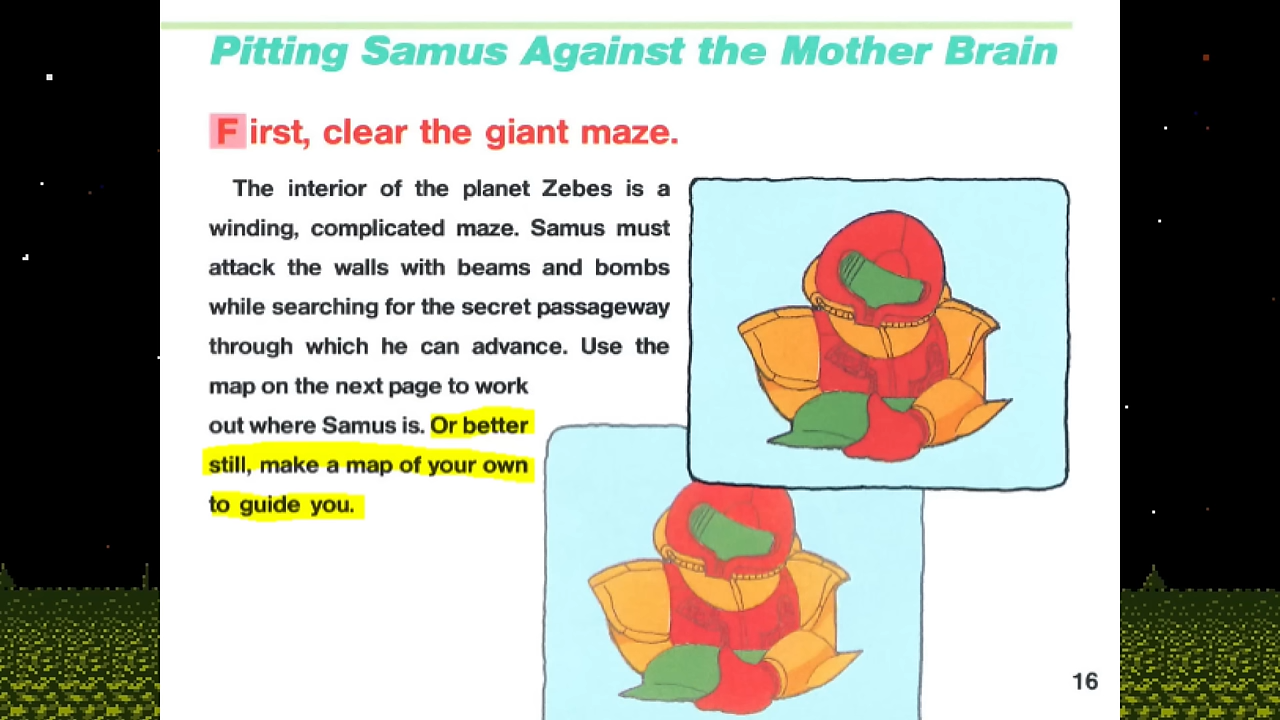 Pitting Samus Against the Mother Brain
First, clear the giant maze.
The interior of the planet Zebes is a
winding, complicated maze. Samus must
attack the walls with beams and bombs
while searching for the secret passageway
through which he can advance. Use the
map on the next page to work
out where Samus is. Or better
still, make a map of your own
to guide you.
16